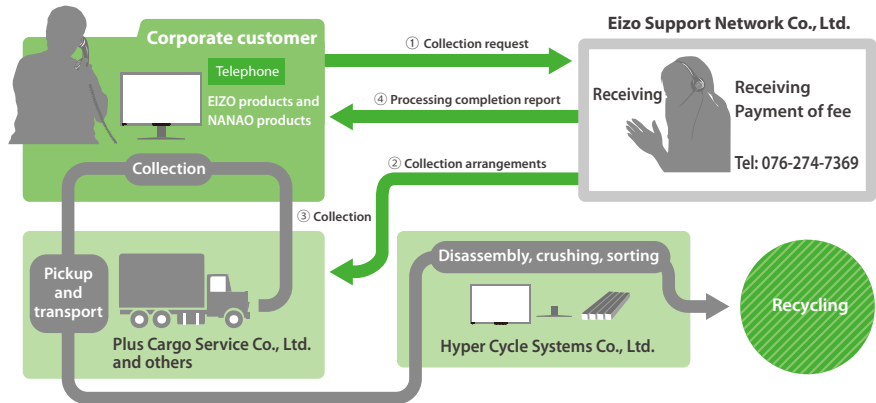 Corporate customer
Telephone
EIZO products and
NANAO products
① Collection request
④ Processing completion report
② Collection arrangements
Eizo Support Network Co., Ltd.
Receiving
Receiving
Payment of fee
Tel: 076-274-7369
Collection
③ Collection
Pickup
and
transport
Plus Cargo Service Co., Ltd.
and others
Disassembly, crushing, sorting
Hyper Cycle Systems Co., Ltd.
Recycling